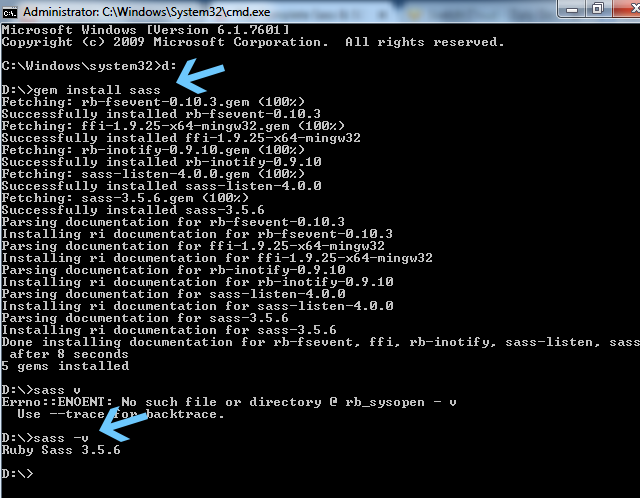 Administrator: C:\Windows\System32\cmd.exe
Microsoft Windows [Version 6.1.7601]
Copyright (c) 2009 Microsoft Corporation.  All rights reserved.
C:\Windows\system32>d:
D:\>gem install sass
Fetching: rb-fsevent-0.10.3.gem (100%)
Successfully installed rb-fsevent-0.10.3
Fetching: ffi-1.9.25-x64-mingw32.gem (100%)
Successfully installed ffi-1.9.25-x64-mingw32
Fetching: rb-inotify-0.9.10.gem (100%)
Successfully installed rb-inotify-0.9.10
Fetching: sass-listen-4.0.0.gem (100%)
Successfully installed sass-listen-4.0.0
Fetching: sass-3.5.6.gem (100%)
Successfully installed sass-3.5.6
Parsing documentation for rb-fsevent-0.10.3
Installing ri documentation for rb-fsevent-0.10.3
Parsing documentation for ffi-1.9.25-x64-mingw32
Installing ri documentation for ffi-1.9.25-x64-mingw32
Parsing documentation for rb-inotify-0.9.10
Installing ri documentation for rb-inotify-0.9.10
Parsing documentation for sass-listen-4.0.0
Installing ri documentation for sass-listen-4.0.0
Parsing documentation for sass-3.5.6
Installing ri documentation for sass-3.5.6
Done installing documentation for rb-fsevent, ffi, rb-inotify, sass-listen, sass
 after 8 seconds
5 gems installed
D:\>sass v
Errno::ENOENT: No such file or directory @ rb_sysopen - v
  Use --trace for backtrace.
D:\>sass -v
Ruby Sass 3.5.6
D:\>